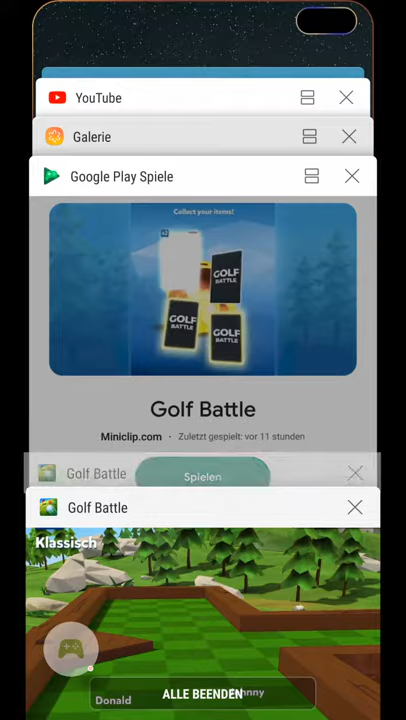 YouTube
Galerie
Google Play Spiele
Collect your items!
GOLF
BATTLE
GOLF
BATTLE
GOLF
BATTLE
Golf Battle
Miniclip.com · Zuletzt gespielt: vor 11 stunden
Golf Battle
Spielen
Golf Battle
Klassisch
ALLE BEENDEN
Donald